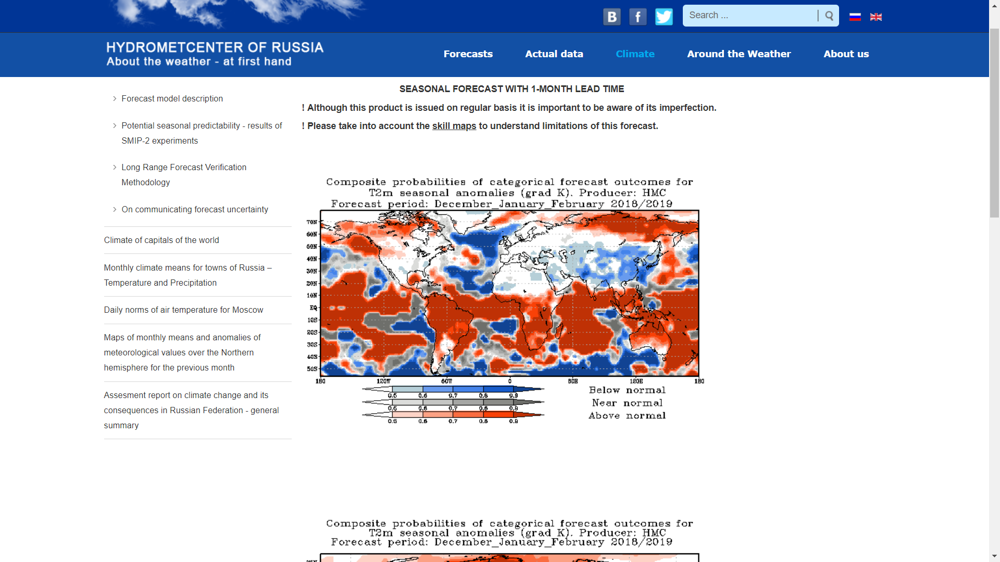 Search ...
HYDROMETCENTER OF RUSSIA
About the weather - at first hand
Forecasts
Actual data
Climate
Around the Weather
About us
Forecast model description
Potential seasonal predictability - results of
SMIP-2 experiments
Long Range Forecast Verification
Methodology
On communicating forecast uncertainty
Climate of capitals of the world
Monthly climate means for towns of Russia –
Temperature and Precipitation
Daily norms of air temperature for Moscow
Maps of monthly means and anomalies of
meteorological values over the Northern
hemisphere for the previous month
Assesment report on climate change and its
consequences in Russian Federation - general
summary
SEASONAL FORECAST WITH 1-MONTH LEAD TIME
! Although this product is issued on regular basis it is important to be aware of its imperfection.
! Please take into account the skill maps to understand limitations of this forecast.
Composite probabilities of categorical forecast outcomes for
T2m seasonal anomalies (grad K). Producer: HMC
Forecast period: December_January_February 2018/2019
70N
60N
50N
40N
30N
20N
10N
EQ
10S
20S
30S
40S
50S
180 120W 60W 0 60E 120E 180
0.5 0.6 0.7 0.8 0.9
Below normal
0.5 0.6 0.7 0.8 0.9
Near normal
0.5 0.6 0.7 0.8 0.9
Above normal
Composite probabilities of categorical forecast outcomes for
T2m seasonal anomalies (grad K). Producer: HMC
Forecast period: December_January_February 2018/2019